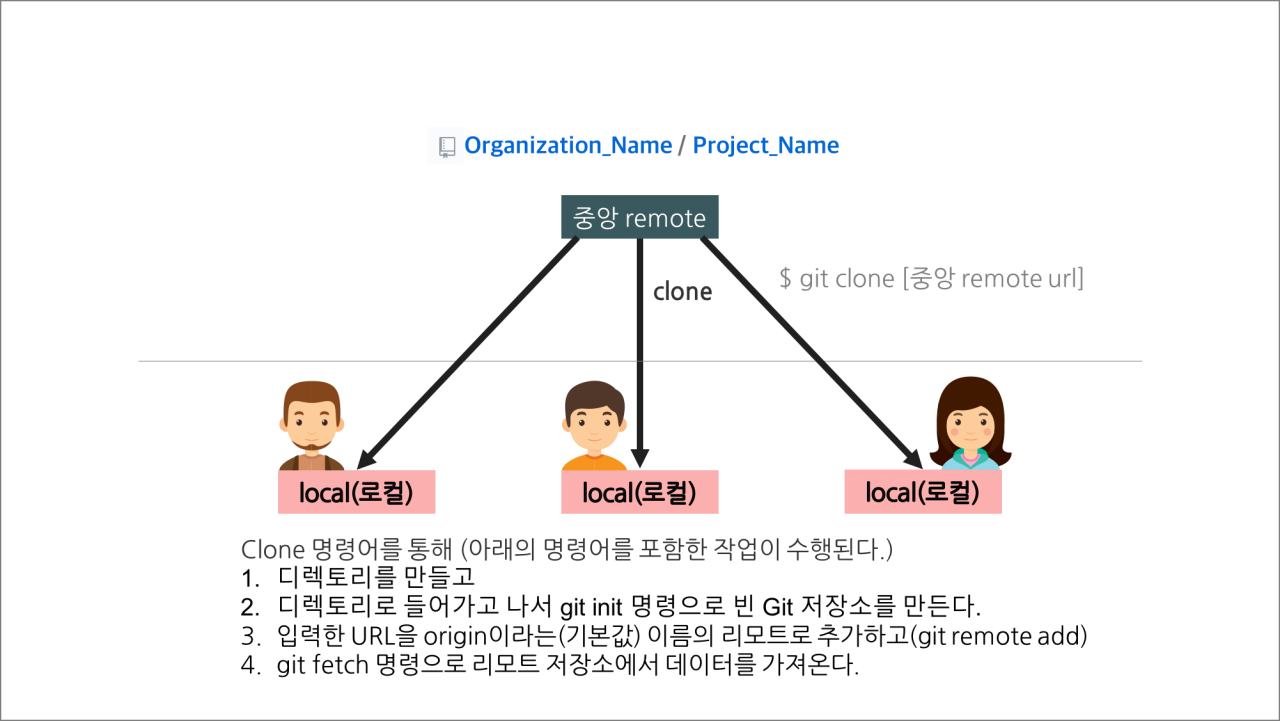 Organization_Name / Project_Name
중앙 remote
clone
$ git clone [중앙 remote url]
local(로컬)
local(로컬)
local(로컬)
Clone 명령어를 통해 (아래의 명령어를 포함한 작업이 수행된다.)
1. 디렉토리를 만들고
2. 디렉토리로 들어가고 나서 git init 명령으로 빈 Git 저장소를 만든다.
3. 입력한 URL을 origin이라는(기본값) 이름의 리모트로 추가하고(git remote add)
4. git fetch 명령으로 리모트 저장소에서 데이터를 가져온다.